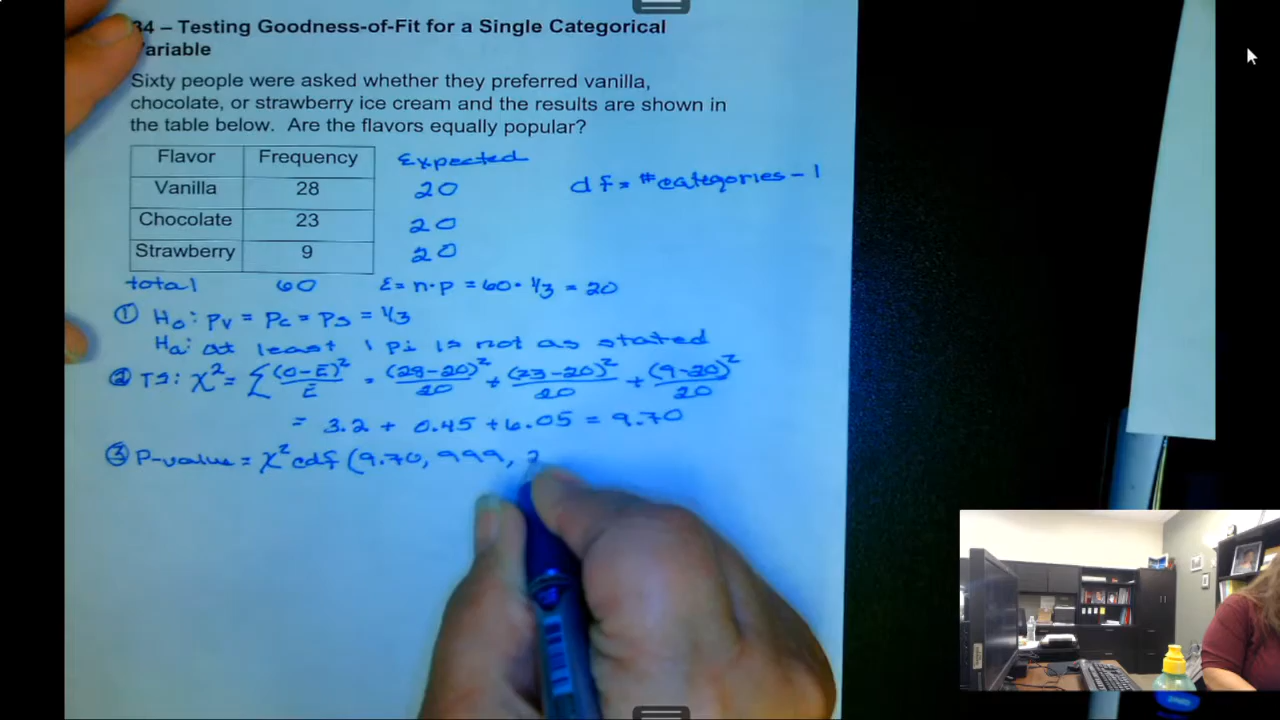 34 – Testing Goodness-of-Fit for a Single Categorical
Variable
Sixty people were asked whether they preferred vanilla,
chocolate, or strawberry ice cream and the results are shown in
the table below. Are the flavors equally popular?
Flavor Frequency Expected
Vanilla 28 20 df = #categories - 1
Chocolate 23 20
Strawberry 9 20
total 60 E = n·p = 60 · 1/3 = 20
① H₀: pv = pc = ps = 1/3
Ha: at least 1 pi is not as stated
② TS: χ² = Σ(O-E)²/E = (28-20)²/20 + (23-20)²/20 + (9-20)²/20
= 3.2 + 0.45 + 6.05 = 9.70
③ P-value = χ²cdf (9.70, 999, 2